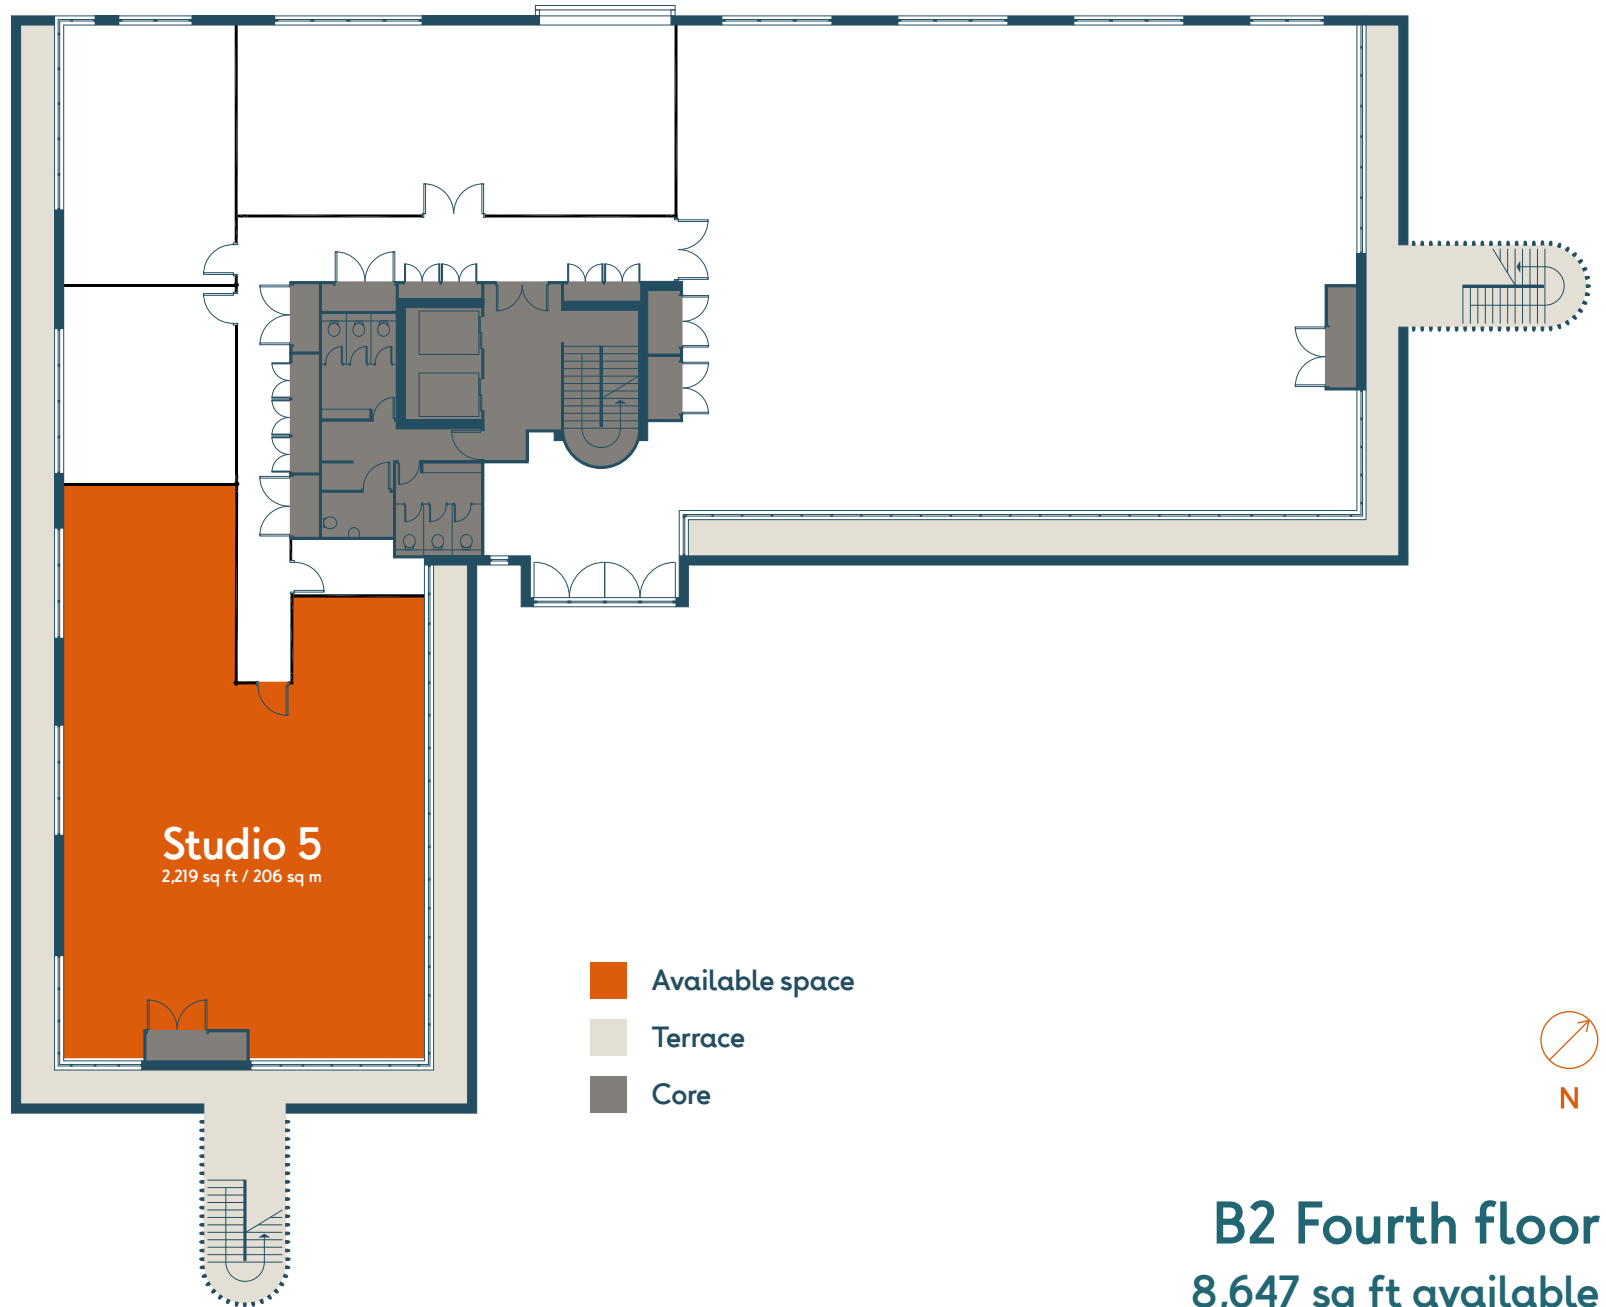 Studio 5
2,219 sq ft / 206 sq m
Available space
Terrace
Core
N
B2 Fourth floor
8,647 sq ft available